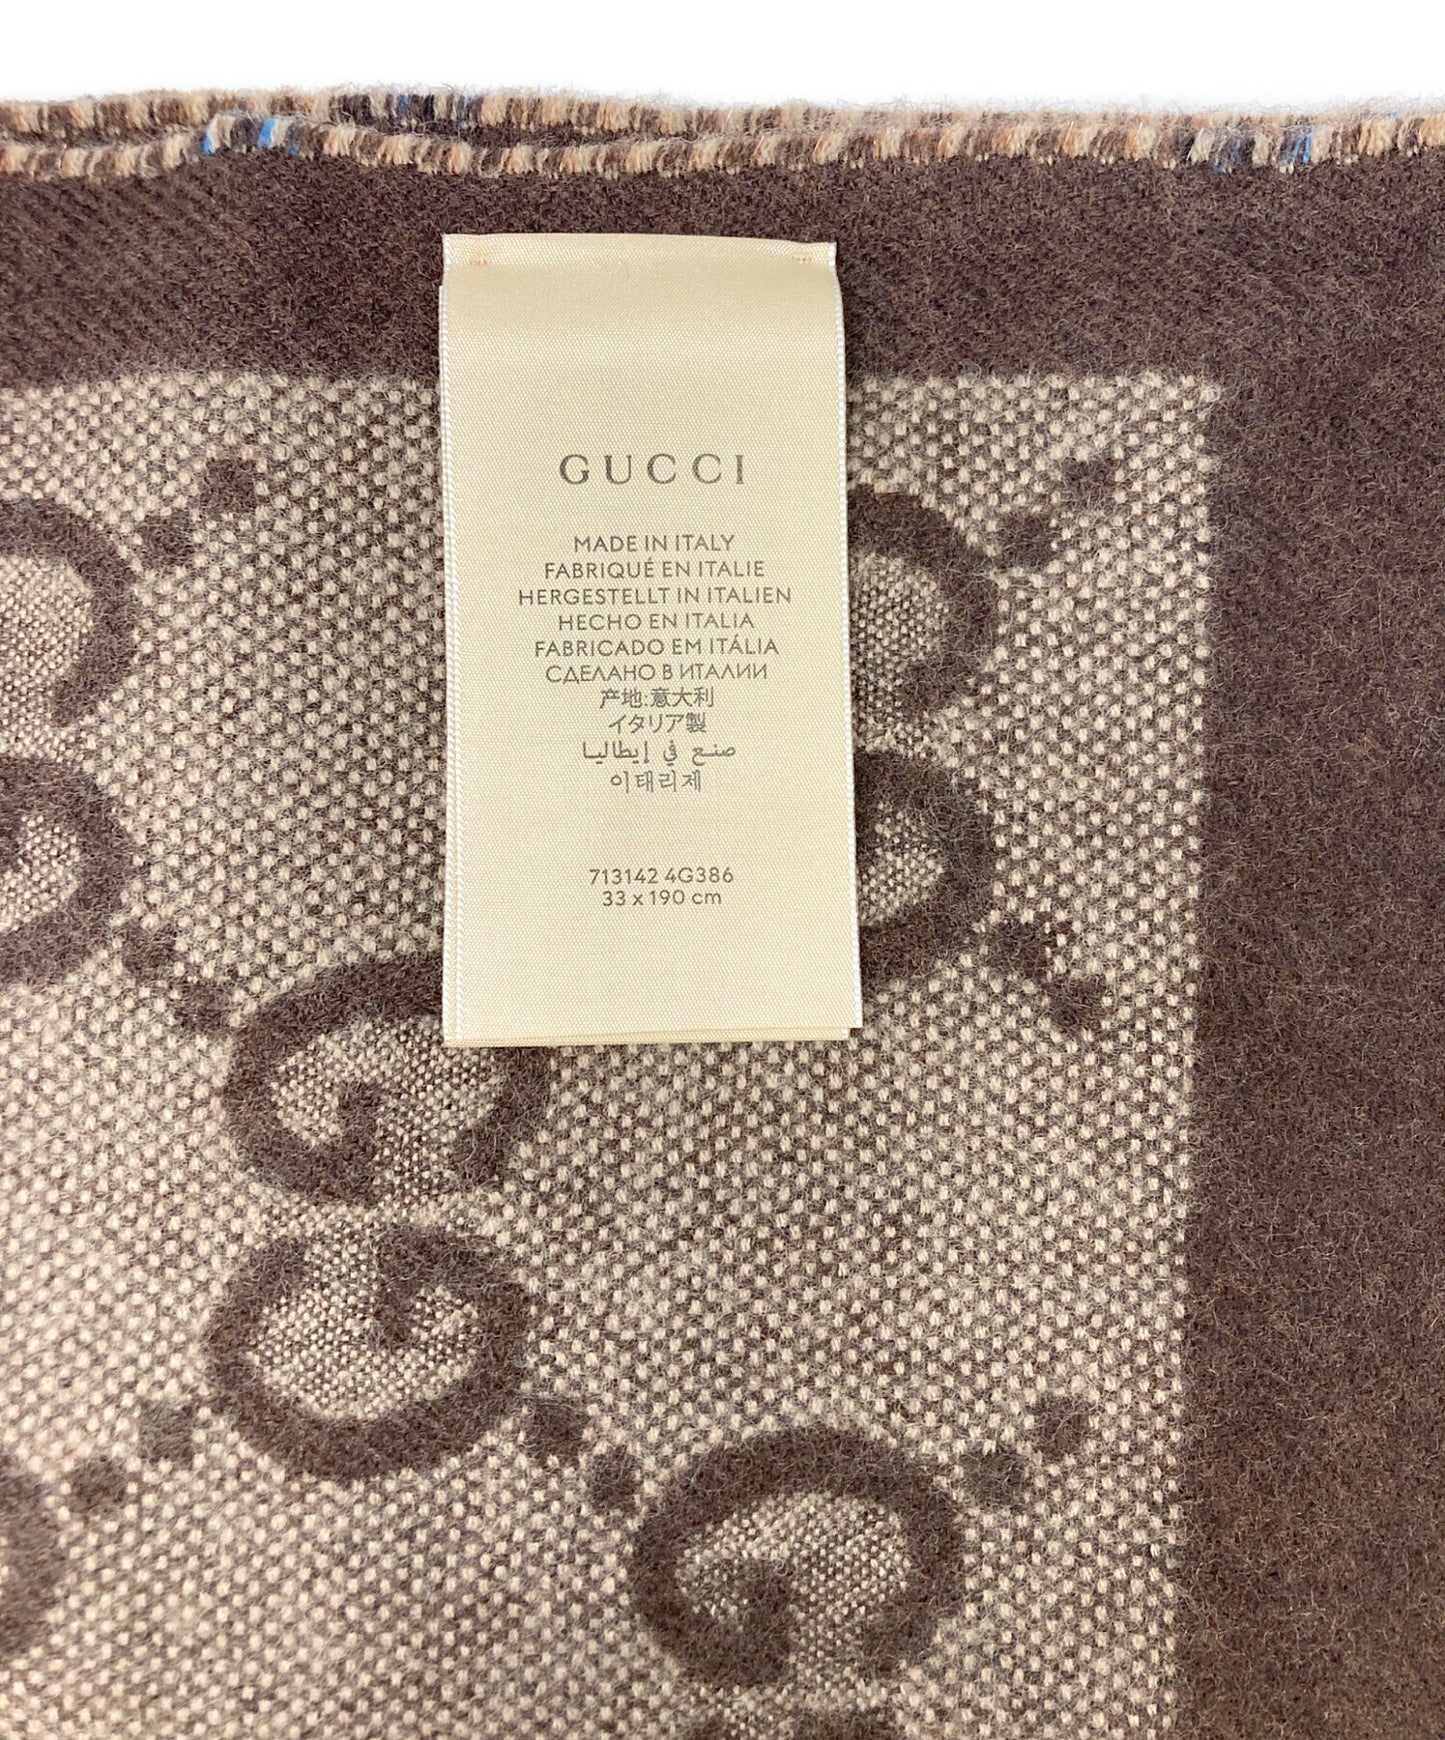 GUCCI
MADE IN ITALY
FABRIQUÉ EN ITALIE
HERGESTELLT IN ITALIEN
HECHO EN ITALIA
FABRICADO EM ITÁLIA
СДЕЛАНО В ИТАЛИИ
产地:意大利
イタリア製
صنع في إيطاليا
이태리제
713142 4G386
33 x 190 cm